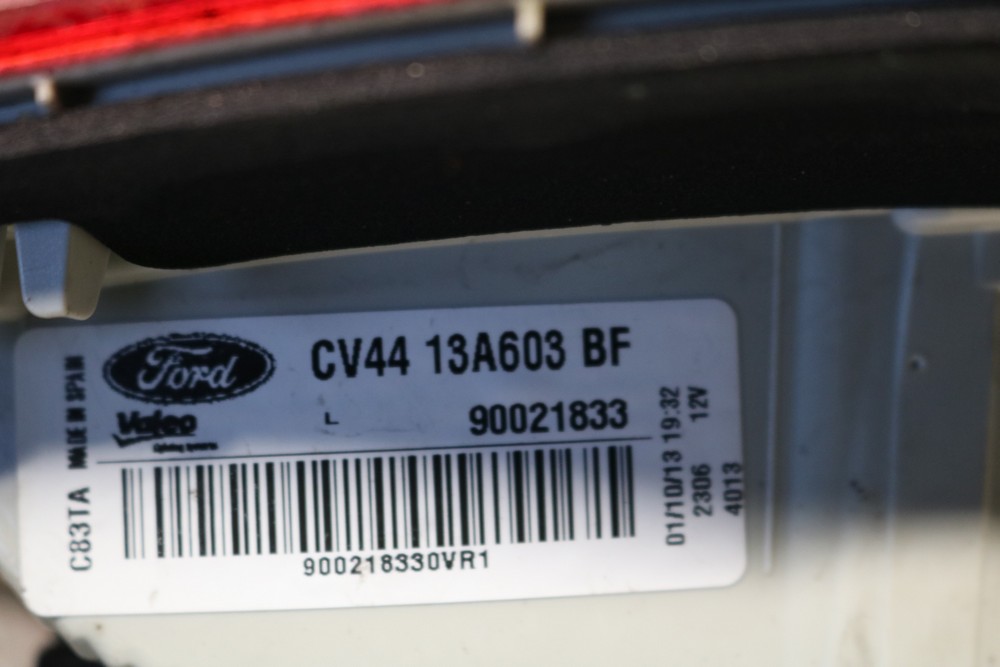 Ford
CV44 13A603 BF
Valeo
L
90021833
900218330VR1
MADE IN SPAIN
C83TA
01/10/13 19:32
2306 12V
4013